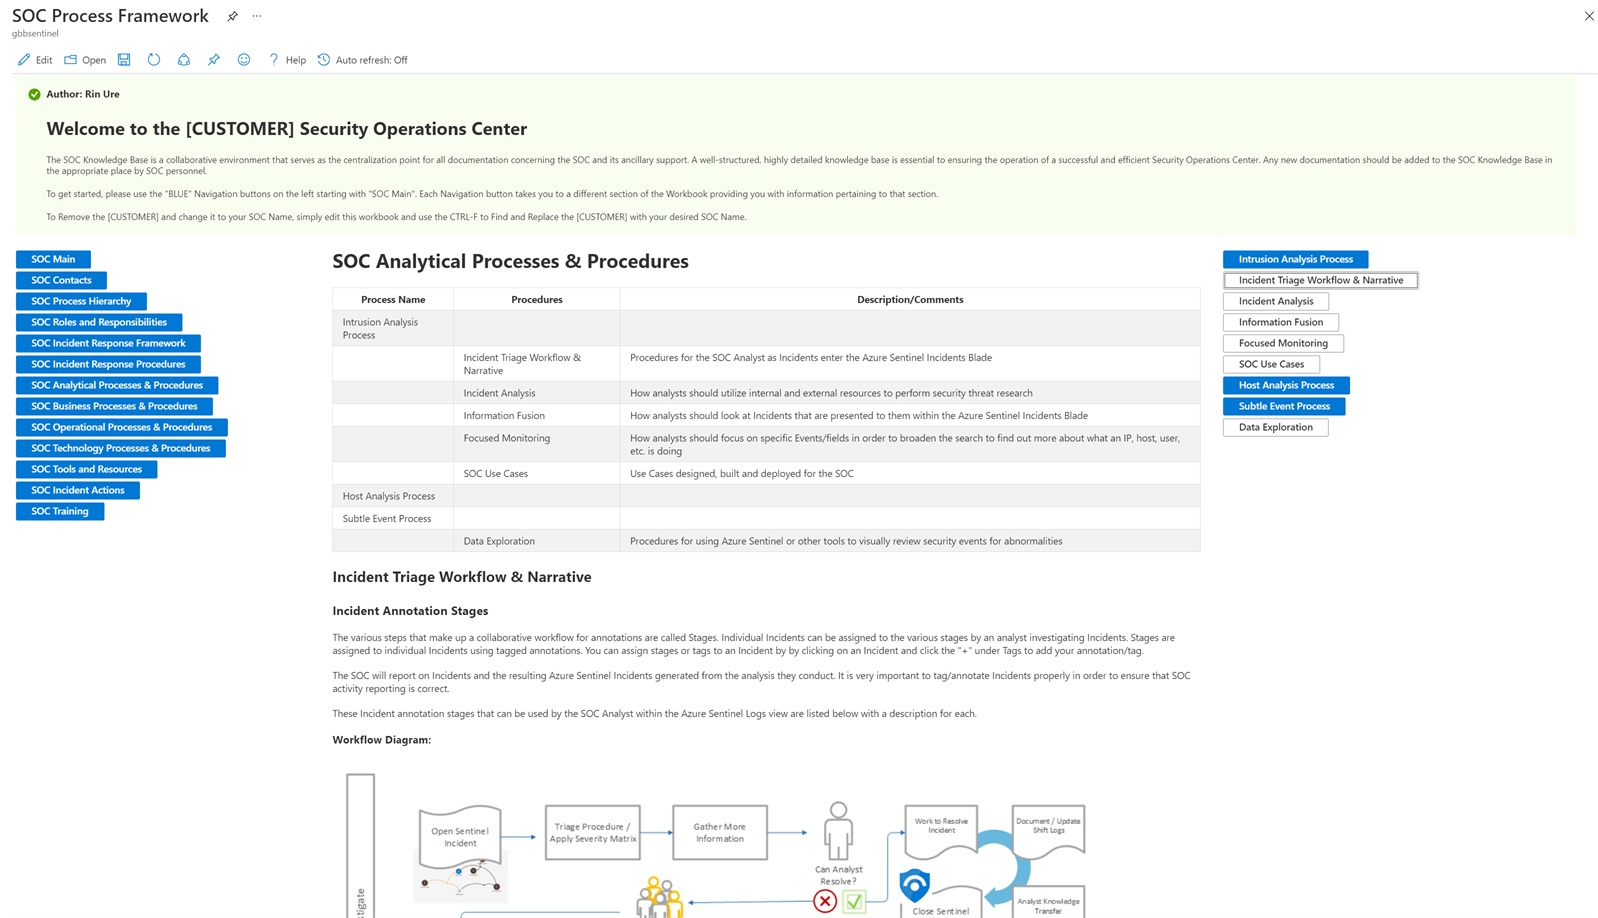 SOC Process Framework
gbbsentinel
Edit
Open
Help
Auto refresh: Off
Author: Rin Ure
Welcome to the [CUSTOMER] Security Operations Center
The SOC Knowledge Base is a collaborative environment that serves as the centralization point for all documentation concerning the SOC and its ancillary support. A well-structured, highly detailed knowledge base is essential to ensuring the operation of a successful and efficient Security Operations Center. Any new documentation should be added to the SOC Knowledge Base in
the appropriate place by SOC personnel.
To get started, please use the "BLUE" Navigation buttons on the left starting with "SOC Main". Each Navigation button takes you to a different section of the Workbook providing you with information pertaining to that section.
To Remove the [CUSTOMER] and change it to your SOC Name, simply edit this workbook and use the CTRL-F to Find and Replace the [CUSTOMER] with your desired SOC Name.
SOC Main
SOC Contacts
SOC Process Hierarchy
SOC Roles and Responsibilities
SOC Incident Response Framework
SOC Incident Response Procedures
SOC Analytical Processes & Procedures
SOC Business Processes & Procedures
SOC Operational Processes & Procedures
SOC Technology Processes & Procedures
SOC Tools and Resources
SOC Incident Actions
SOC Training
SOC Analytical Processes & Procedures
Process Name
Procedures
Description/Comments
Intrusion Analysis
Process
Incident Triage Workflow &
Narrative
Procedures for the SOC Analyst as Incidents enter the Azure Sentinel Incidents Blade
Incident Analysis
How analysts should utilize internal and external resources to perform security threat research
Information Fusion
How analysts should look at Incidents that are presented to them within the Azure Sentinel Incidents Blade
Focused Monitoring
How analysts should focus on specific Events/fields in order to broaden the search to find out more about what an IP, host, user,
etc. is doing
SOC Use Cases
Use Cases designed, built and deployed for the SOC
Host Analysis Process
Subtle Event Process
Data Exploration
Procedures for using Azure Sentinel or other tools to visually review security events for abnormalities
Intrusion Analysis Process
Incident Triage Workflow & Narrative
Incident Analysis
Information Fusion
Focused Monitoring
SOC Use Cases
Host Analysis Process
Subtle Event Process
Data Exploration
Incident Triage Workflow & Narrative
Incident Annotation Stages
The various steps that make up a collaborative workflow for annotations are called Stages. Individual Incidents can be assigned to the various stages by an analyst investigating Incidents. Stages are
assigned to individual Incidents using tagged annotations. You can assign stages or tags to an Incident by by clicking on an Incident and click the "+" under Tags to add your annotation/tag.
The SOC will report on Incidents and the resulting Azure Sentinel Incidents generated from the analysis they conduct. It is very important to tag/annotate Incidents properly in order to ensure that SOC
activity reporting is correct.
These Incident annotation stages that can be used by the SOC Analyst within the Azure Sentinel Logs view are listed below with a description for each.
Workflow Diagram:
Open Sentinel
Incident
Triage Procedure /
Apply Severity Matrix
Gather More
Information
Can Analyst
Resolve?
Work to Resolve
Incident
Document / Update
Shift Logs
Close Sentinel
Analyst Knowledge
Transfer
tigate